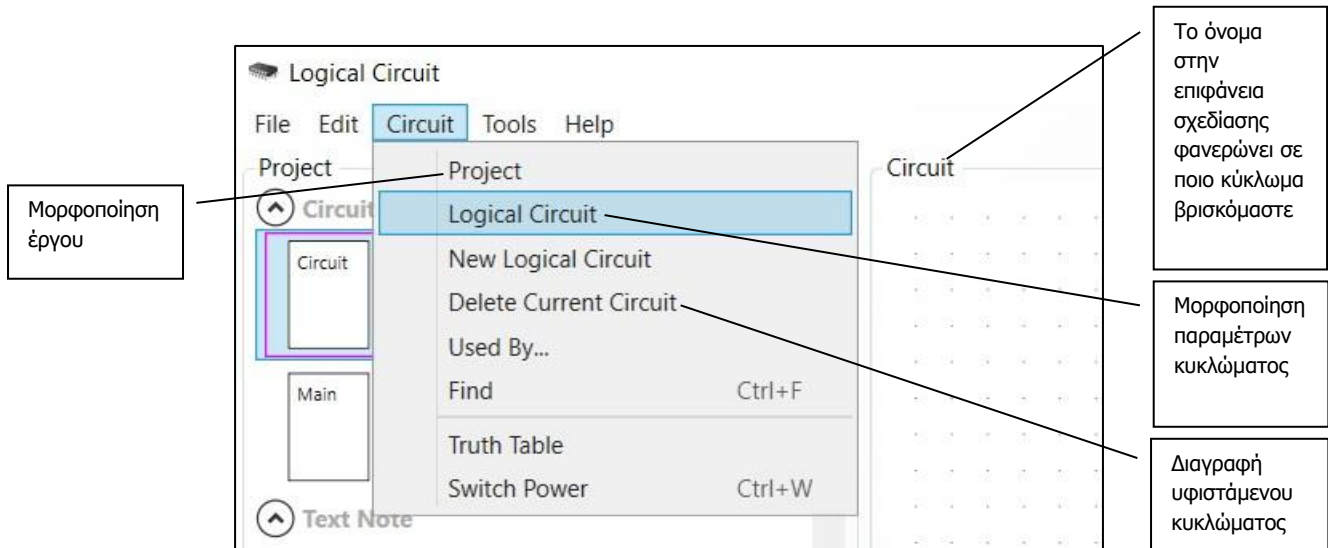 Logical Circuit
File Edit Circuit Tools Help
Project
Circuit
Circuit
Main
Text Note
Project
Logical Circuit
New Logical Circuit
Delete Current Circuit
Used By...
Find Ctrl+F
Truth Table
Switch Power Ctrl+W
Circuit
Μορφοποίηση
έργου
Το όνομα
στην
επιφάνεια
σχεδίασης
φανερώνει σε
ποιο κύκλωμα
βρισκόμαστε
Μορφοποίηση
παραμέτρων
κυκλώματος
Διαγραφή
υφιστάμενου
κυκλώματος